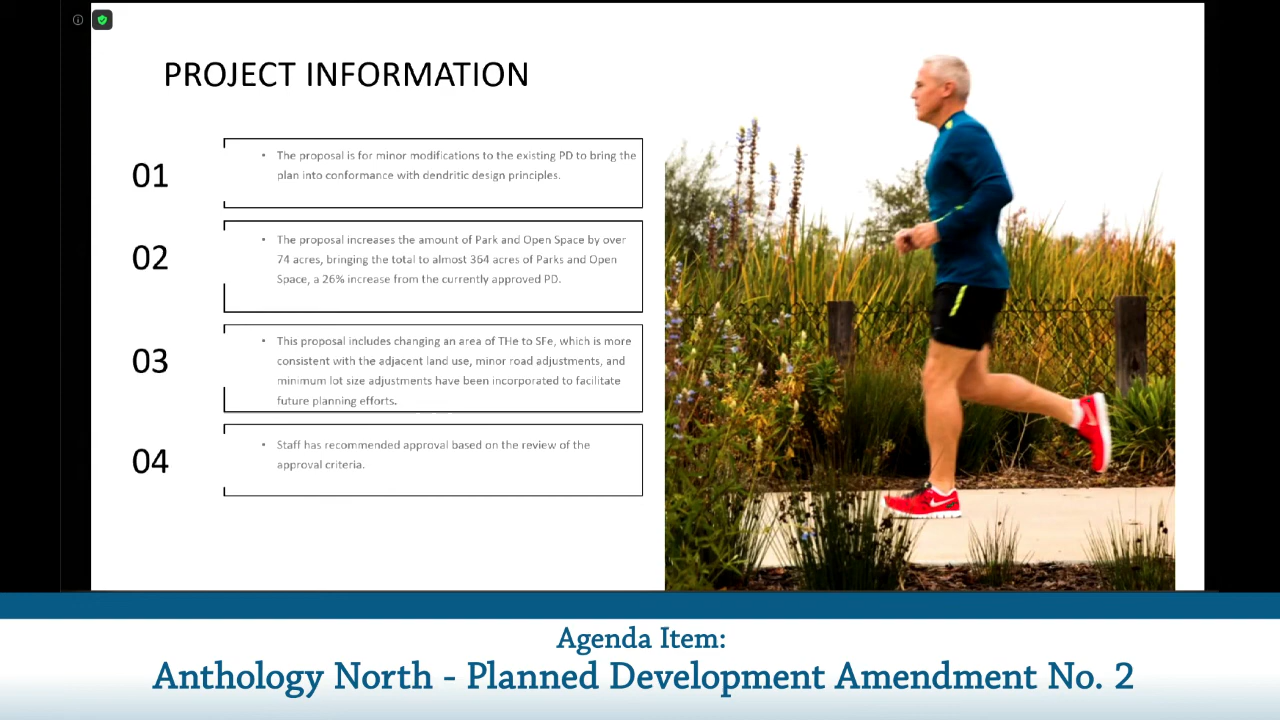 PROJECT INFORMATION
01
• The proposal is for minor modifications to the existing PD to bring the
plan into conformance with dendritic design principles.
02
• The proposal increases the amount of Park and Open Space by over
74 acres, bringing the total to almost 364 acres of Parks and Open
Space, a 26% increase from the currently approved PD.
03
• This proposal includes changing an area of THe to SFe, which is more
consistent with the adjacent land use, minor road adjustments, and
minimum lot size adjustments have been incorporated to facilitate
future planning efforts.
04
• Staff has recommended approval based on the review of the
approval criteria.
Agenda Item:
Anthology North - Planned Development Amendment No. 2